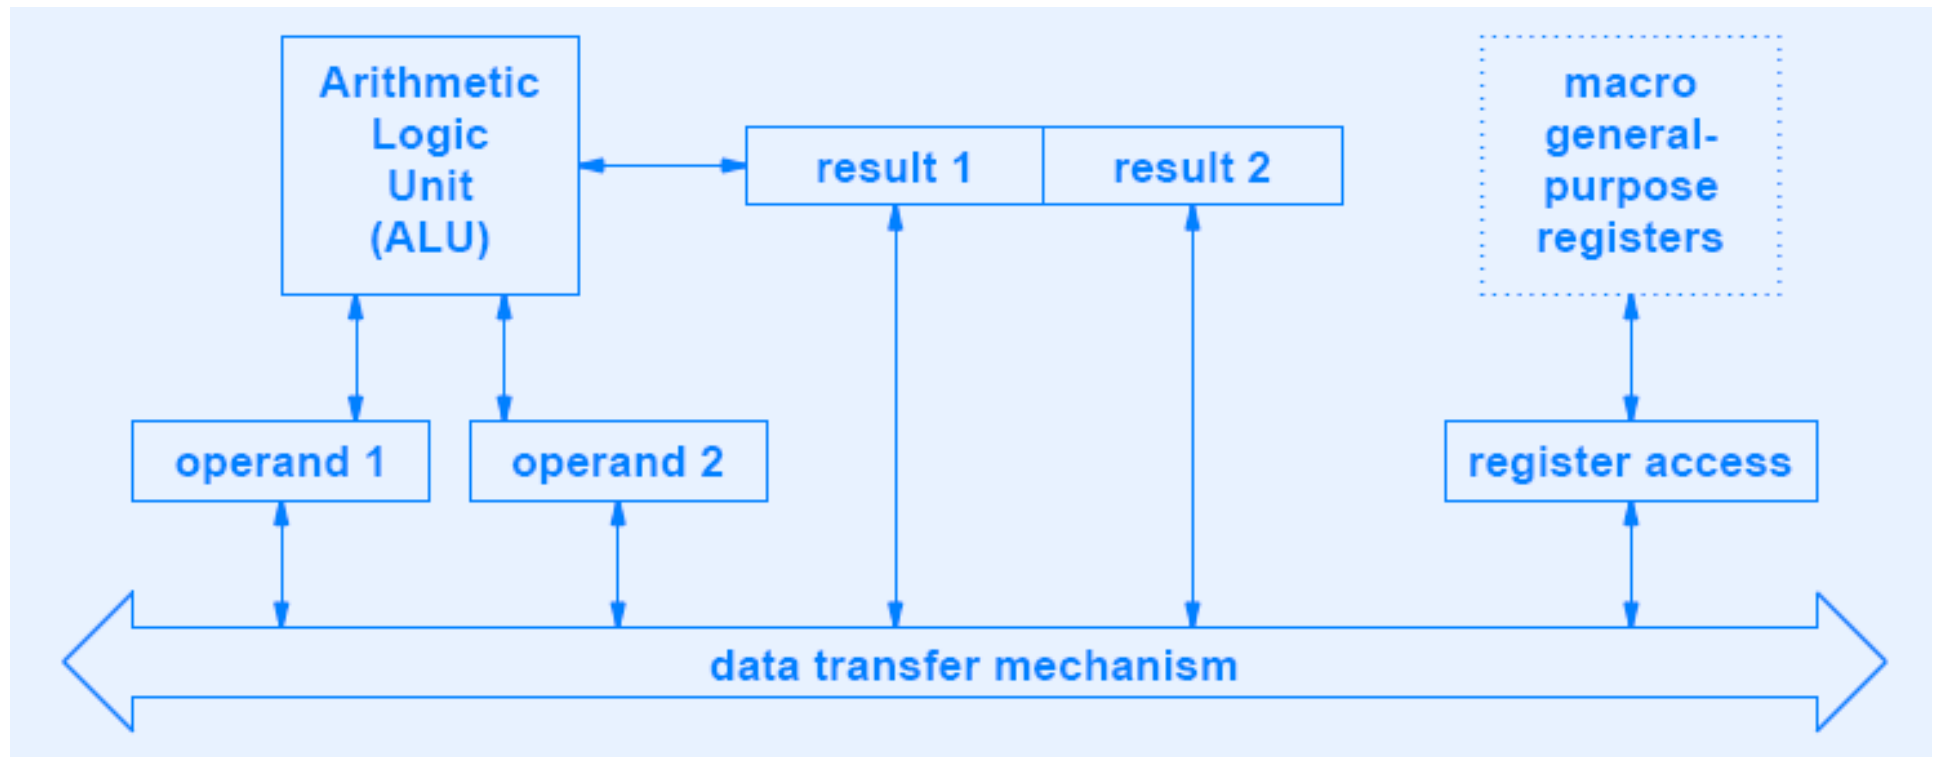 Arithmetic
Logic
Unit
(ALU)
result 1
result 2
macro
general-
purpose
registers
operand 1
operand 2
register access
data transfer mechanism